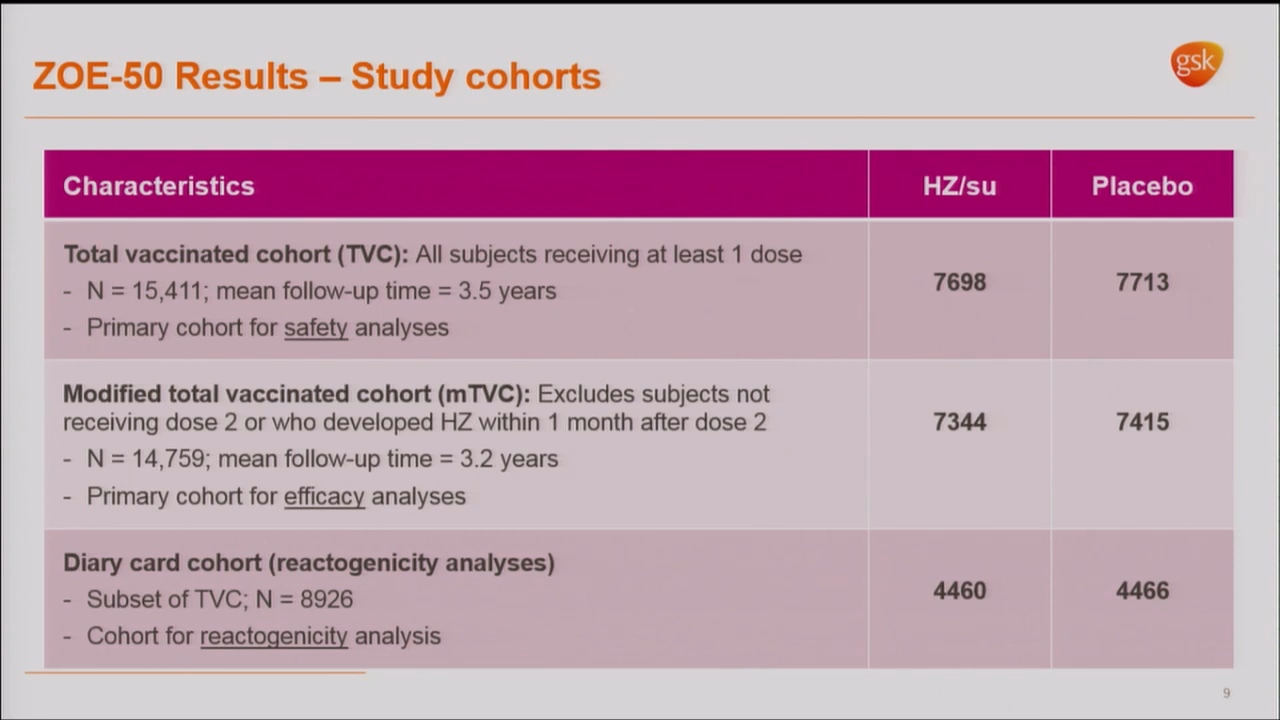 ZOE-50 Results – Study cohorts
gsk
Characteristics
HZ/su
Placebo
Total vaccinated cohort (TVC): All subjects receiving at least 1 dose
- N = 15,411; mean follow-up time = 3.5 years
- Primary cohort for safety analyses
7698
7713
Modified total vaccinated cohort (mTVC): Excludes subjects not
receiving dose 2 or who developed HZ within 1 month after dose 2
- N = 14,759; mean follow-up time = 3.2 years
- Primary cohort for efficacy analyses
7344
7415
Diary card cohort (reactogenicity analyses)
- Subset of TVC; N = 8926
- Cohort for reactogenicity analysis
4460
4466
9